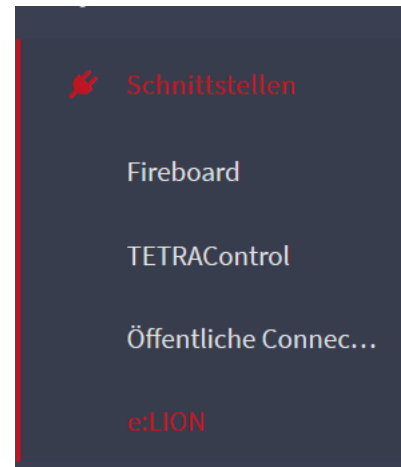 Schnittstellen
Fireboard
TETRAControl
Öffentliche Connec...
e:LION